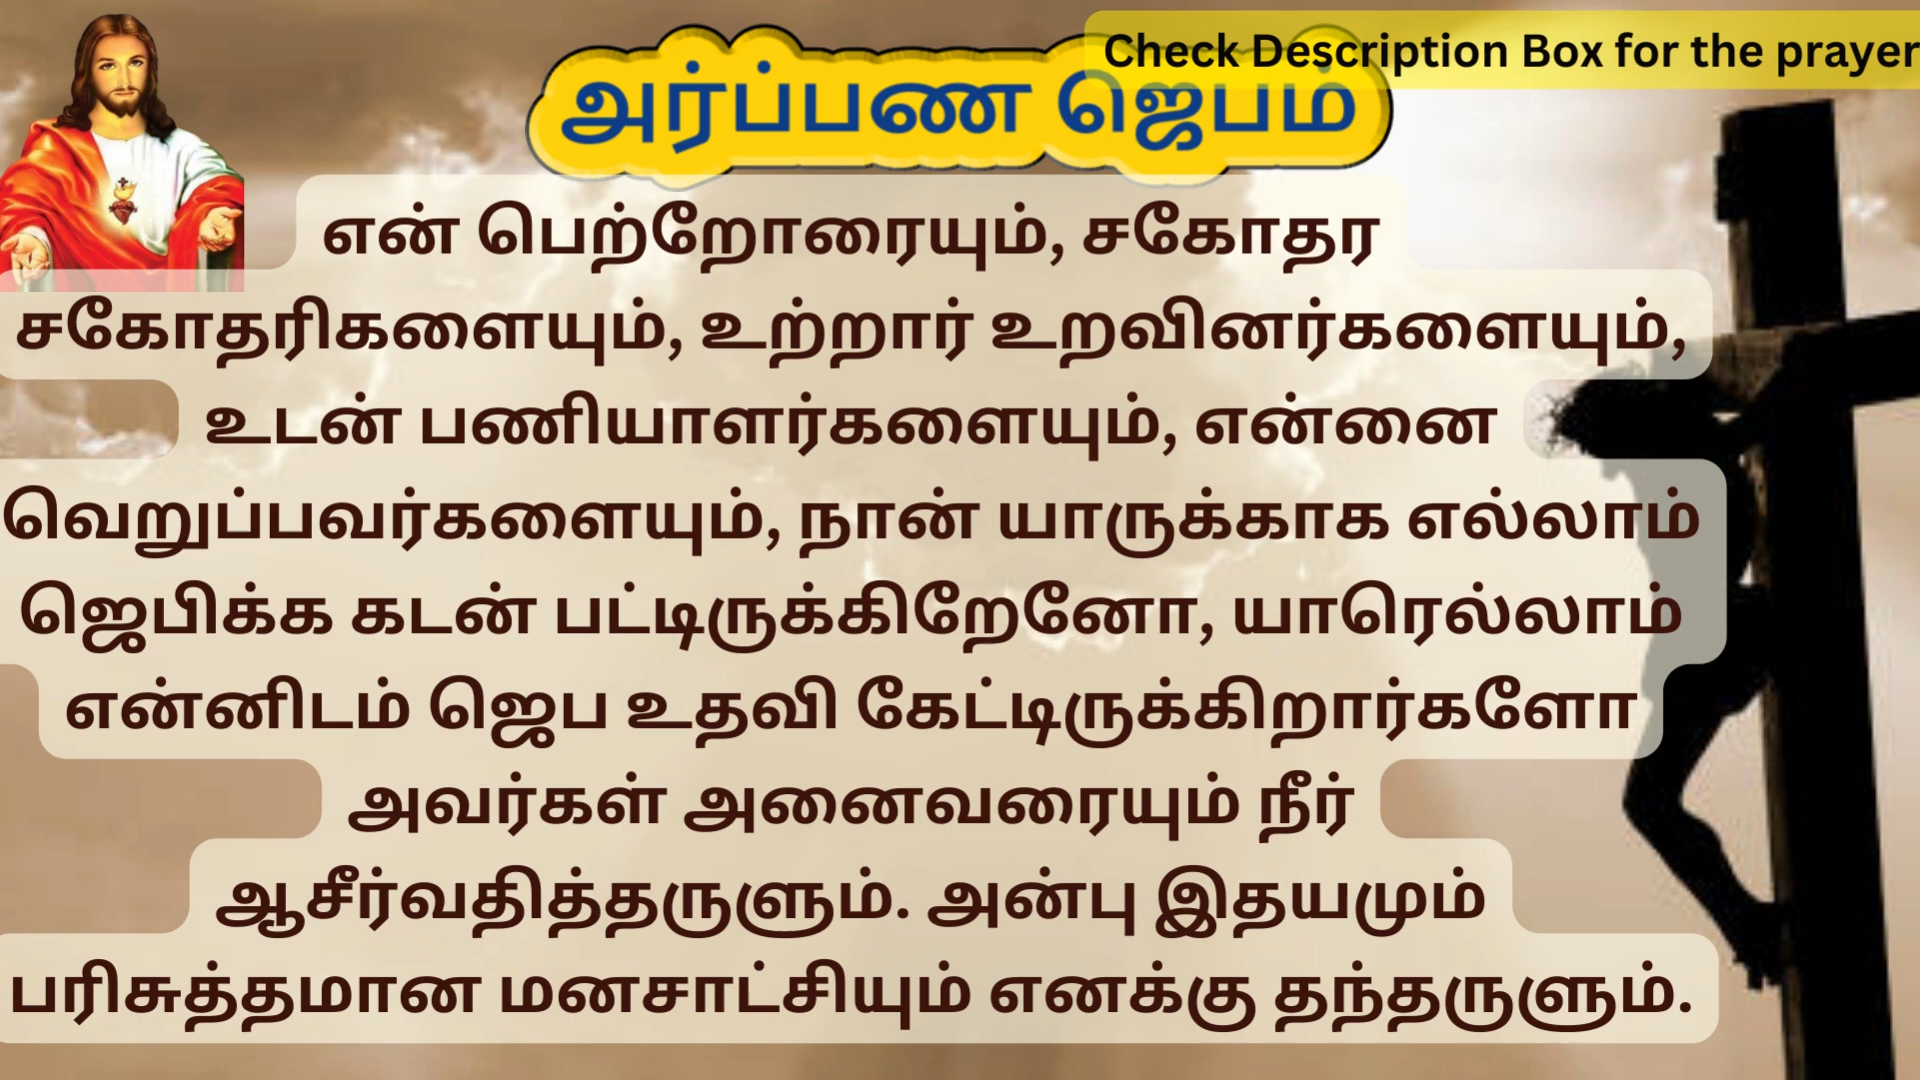 Check Description Box for the prayer
அர்ப்பண ஜெபம்
என் பெற்றோரையும், சகோதர
சகோதரிகளையும், உற்றார் உறவினர்களையும்,
உடன் பணியாளர்களையும், என்னை
வெறுப்பவர்களையும், நான் யாருக்காக எல்லாம்
ஜெபிக்க கடன் பட்டிருக்கிறேனோ, யாரெல்லாம்
என்னிடம் ஜெப உதவி கேட்டிருக்கிறார்களோ
அவர்கள் அனைவரையும் நீர்
ஆசீர்வதித்தருளும். அன்பு இதயமும்
பரிசுத்தமான மனசாட்சியும் எனக்கு தந்தருளும்.